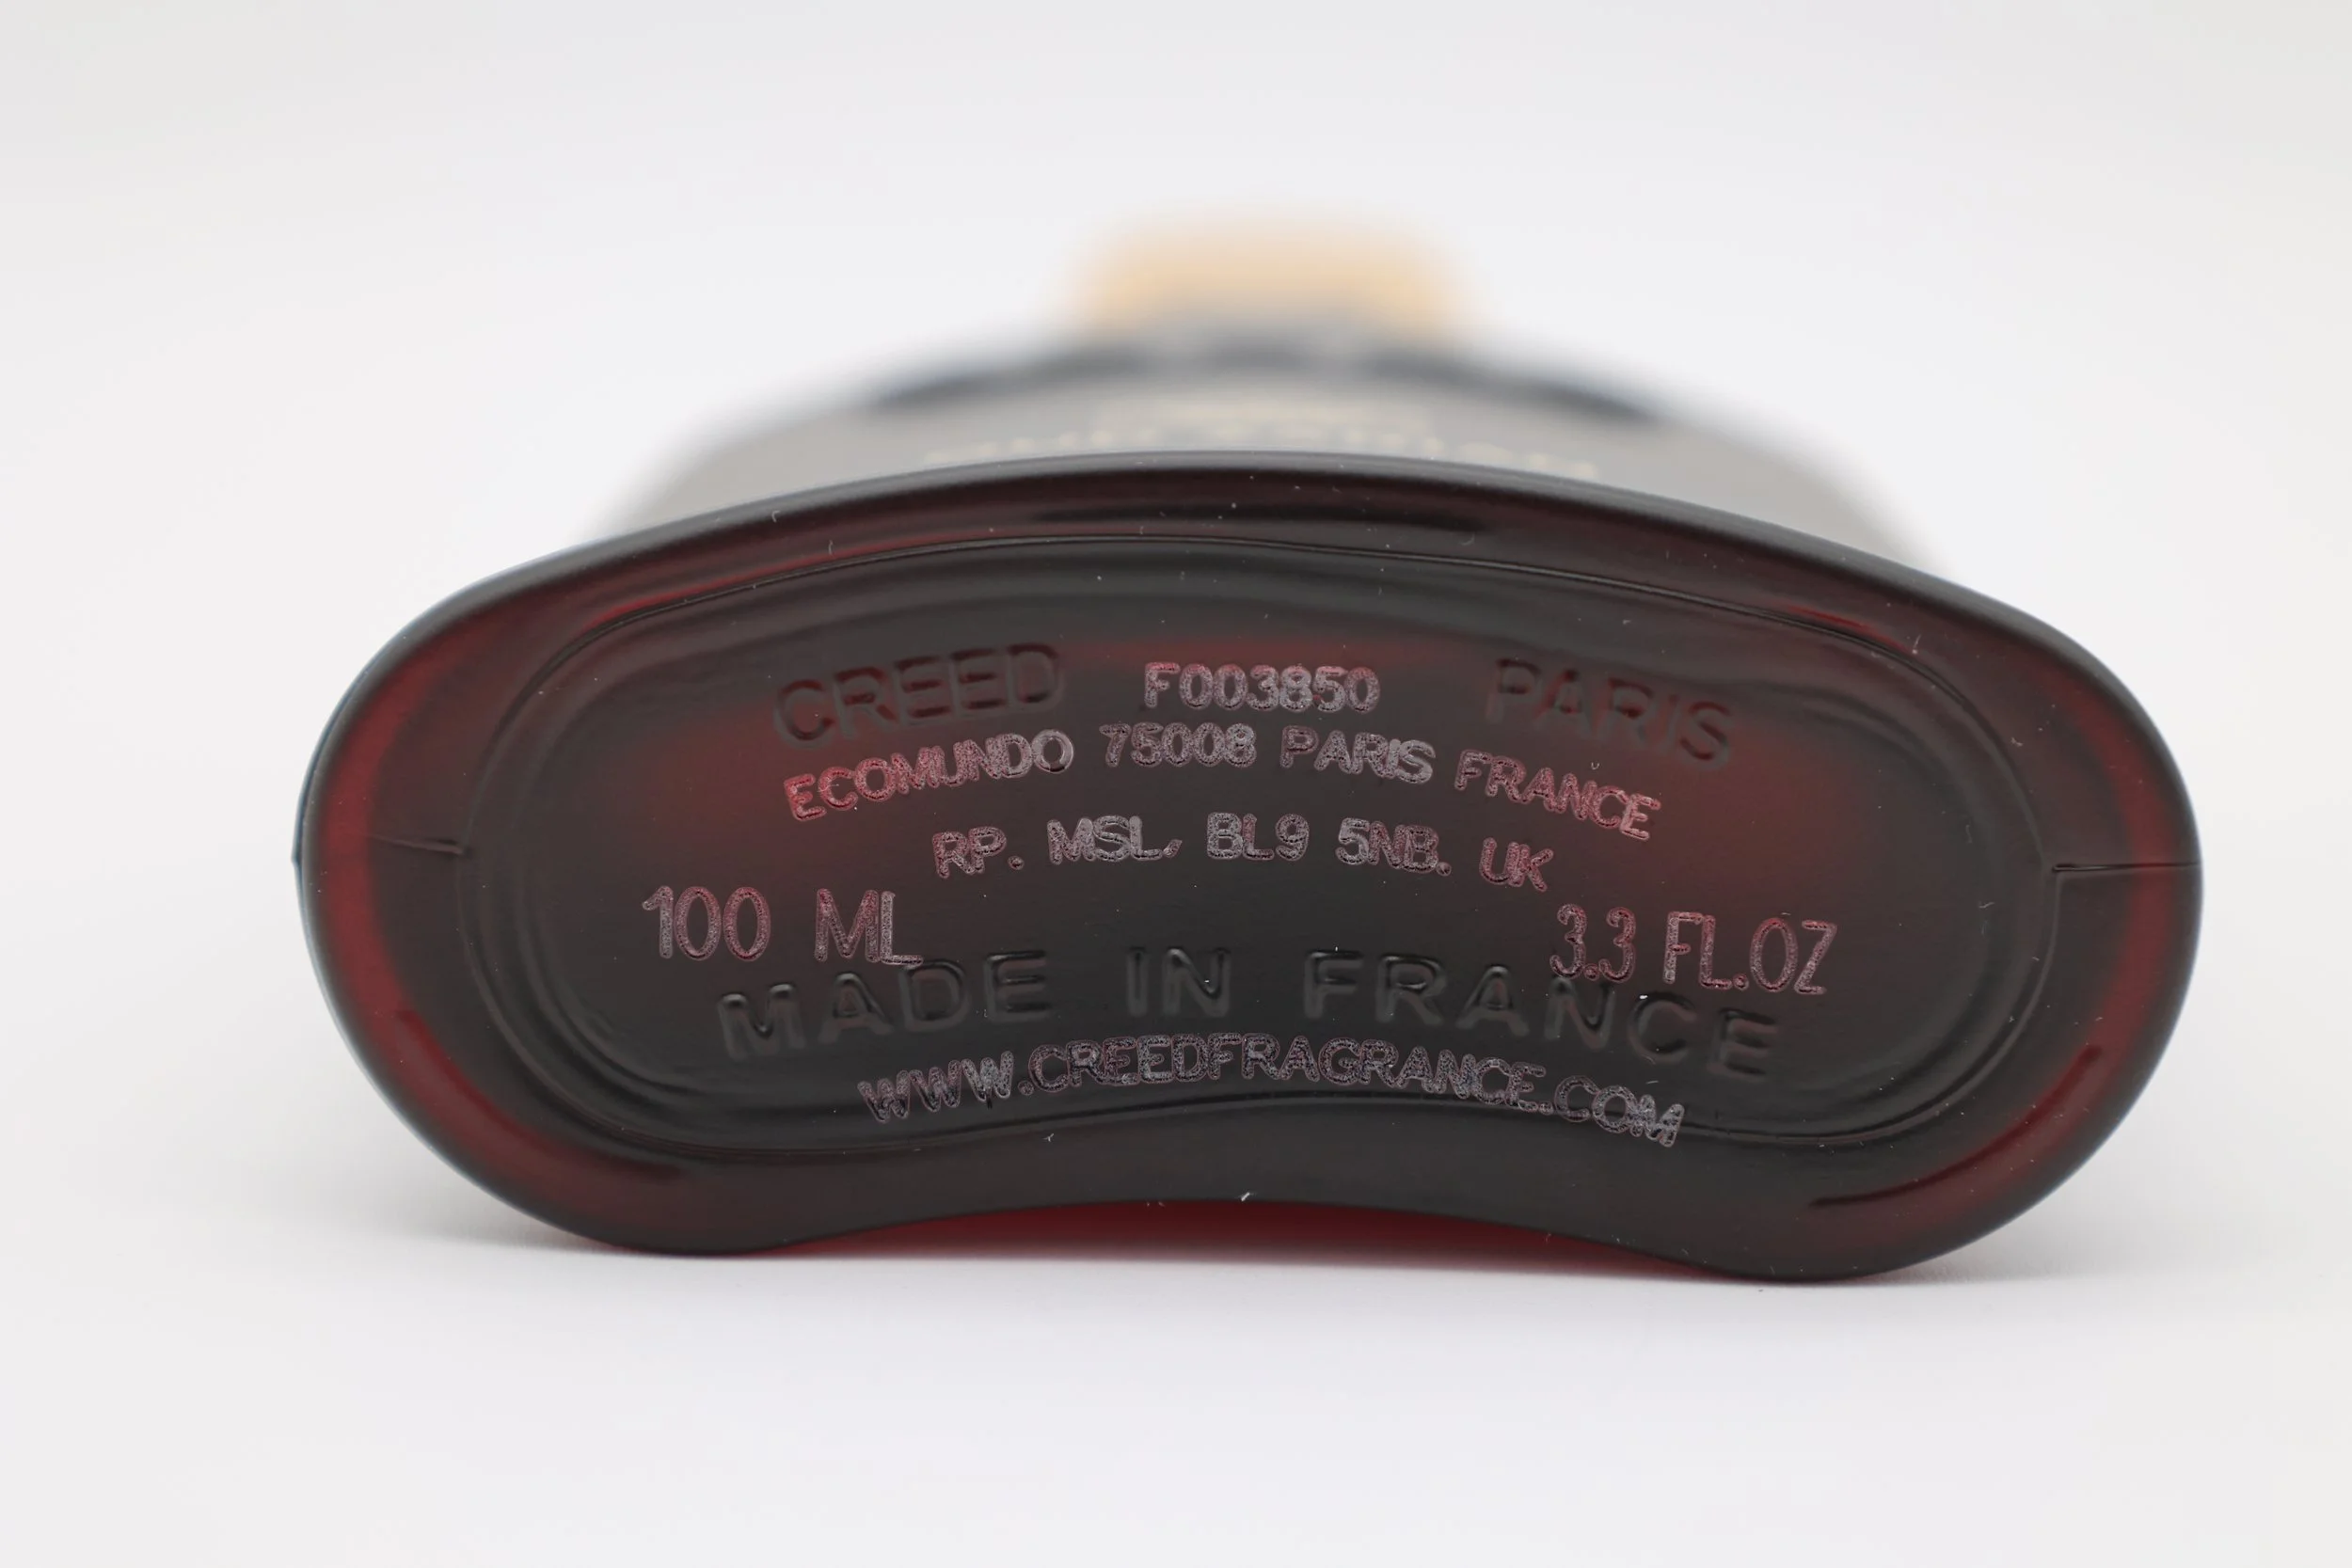 CREED F003850 PARIS
ECOMUNDO 75008 PARIS FRANCE
RP. MSL, BL9 5NB. UK
100 ML 3.3 FL.OZ
MADE IN FRANCE
WWW.CREEDFRAGRANCE.COM